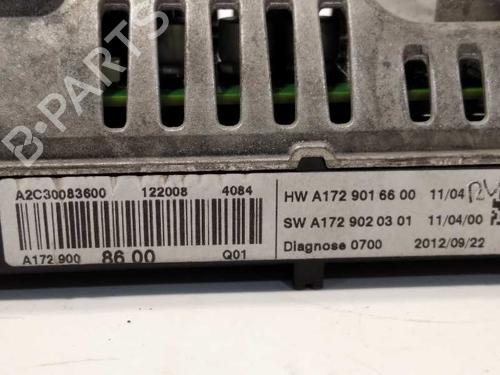 B-PARTS
A2C30083600 122008 4084
A172 900 86 00 Q01
HW A172 901 66 00 11/04
SW A172 902 03 01 11/04/00
Diagnose 0700 2012/09/22